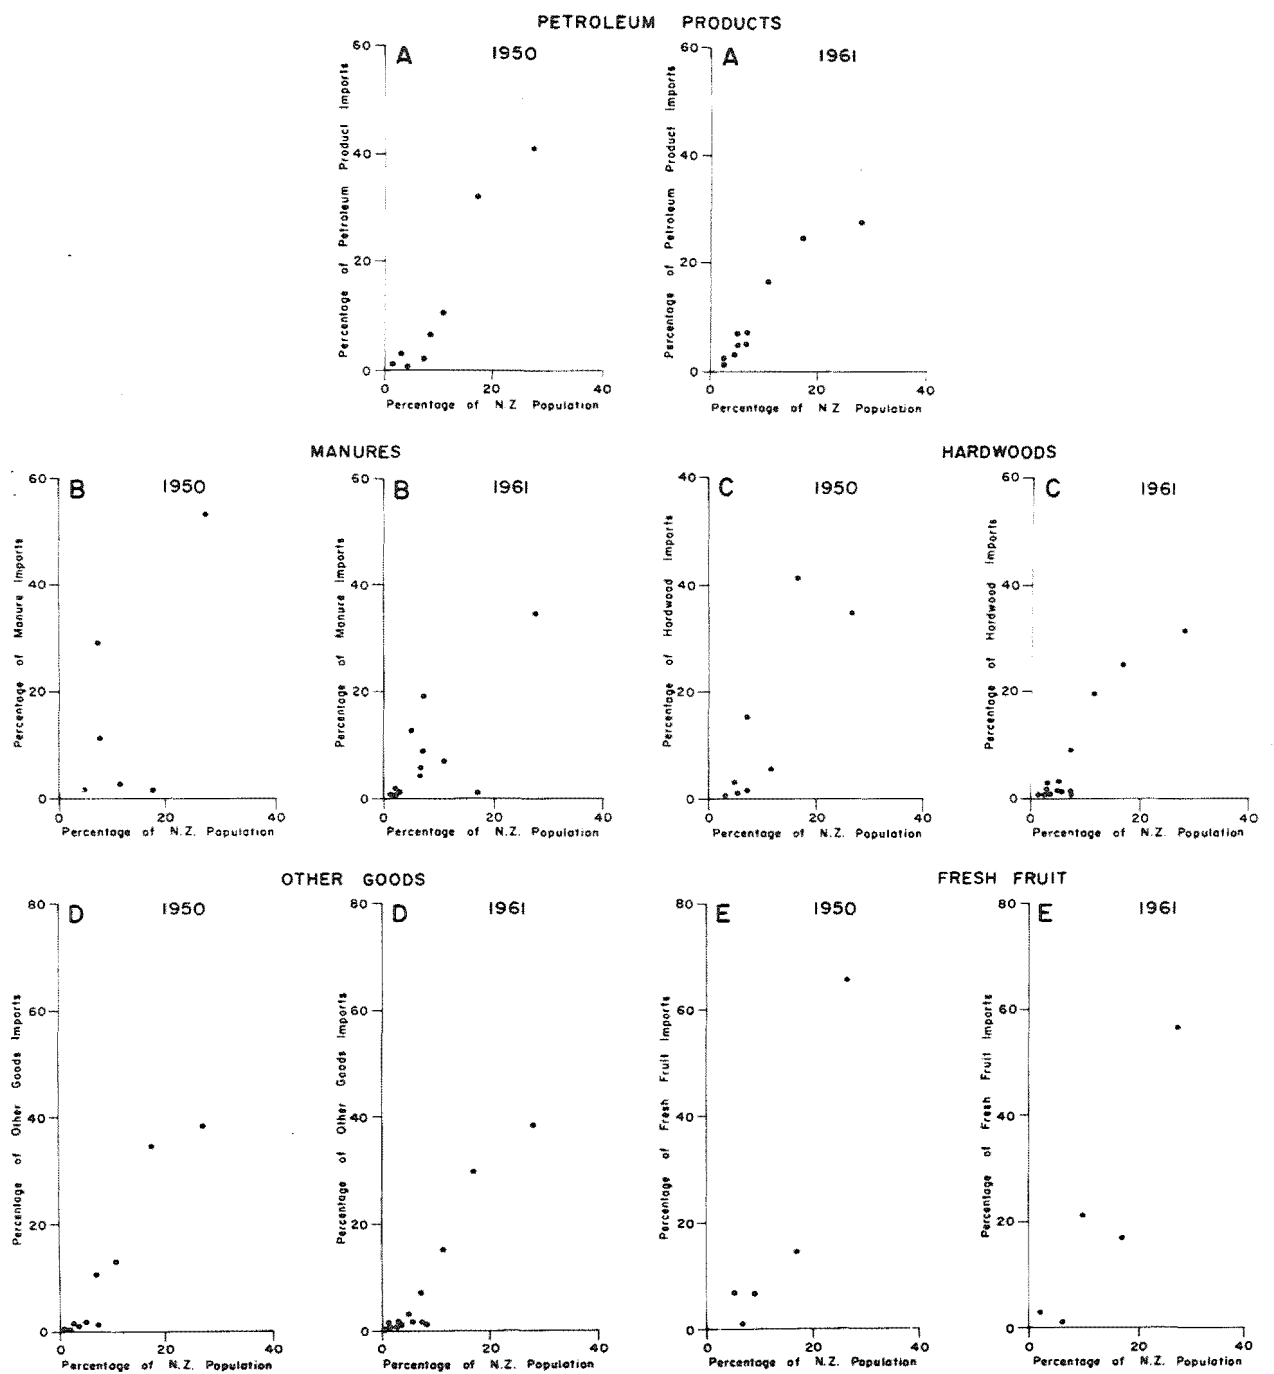 PETROLEUM PRODUCTS
A 1950
60
40
20
0
0 20 40
Percentage of Petroleum Product Imports
Percentage of N.Z. Population
A 1961
60
40
20
0
0 20 40
Percentage of Petroleum Product Imports
Percentage of N.Z Population
MANURES
B 1950
60
40
20
0
0 20 40
Percentage of Manure Imports
Percentage of N.Z. Population
B 1961
60
40
20
0
0 20 40
Percentage of Manure Imports
Percentage of N.Z. Population
HARDWOODS
C 1950
40
40
20
0
0 20 40
Percentage of Hardwood Imports
Percentage of N.Z. Population
C 1961
60
40
20
0
0 20 40
Percentage of Hardwood Imports
Percentage of N.Z. Population
OTHER GOODS
D 1950
80
60
40
20
0
0 20 40
Percentage of Other Goods Imports
Percentage of N.Z. Population
D 1961
80
60
40
20
0
0 20 40
Percentage of Other Goods Imports
Percentage of N.Z. Population
FRESH FRUIT
E 1950
80
60
40
20
0
0 20 40
Percentage of Fresh Fruit Imports
Percentage of N.Z. Population
E 1961
80
60
40
20
0
0 20 40
Percentage of Fresh Fruit Imports
Percentage of N.Z. Population